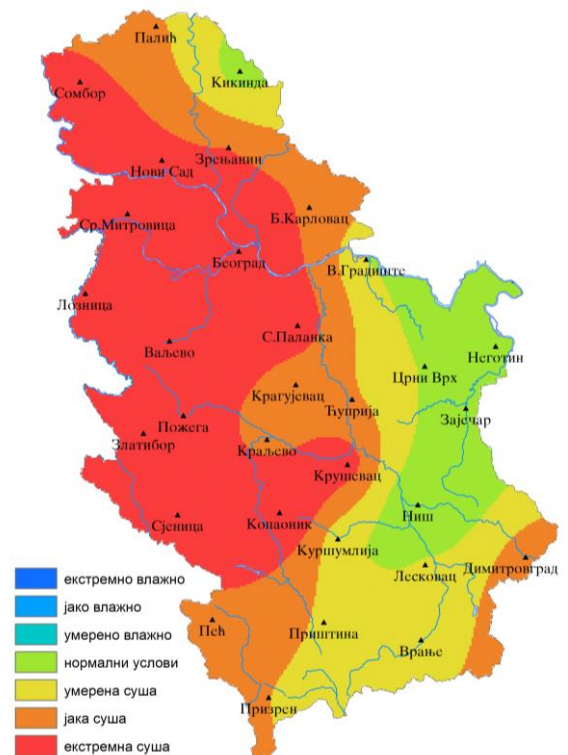 Палић
Кикинда
Сомбор
Зрењанин
Нови Сад
Б.Карловац
Ср.Митровица
Београд
В.Градиште
Лозница
С.Паланка
Ваљево
Неготин
Црни Врх
Крагујевац
Ћуприја
Зајечар
Пожега
Златибор
Краљево
Крушевац
Ниш
Сјеница
Копаоник
Куршумлија
Димитровград
Лесковац
Пећ
Приштина
Врање
Призрен
екстремно влажно
јако влажно
умерено влажно
нормални услови
умерена суша
јака суша
екстремна суша